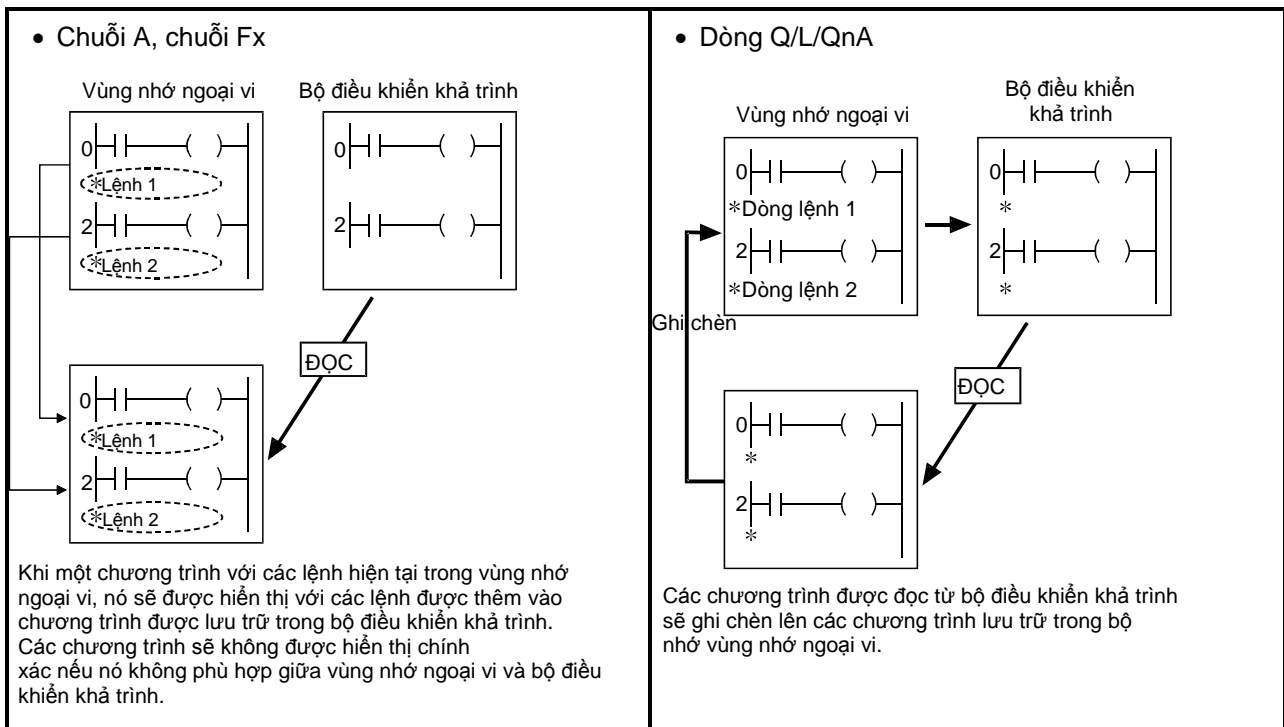 • Chuỗi A, chuỗi Fx
Vùng nhớ ngoại vi
Bộ điều khiển khả trình
0
*Lệnh 1
2
*Lệnh 2
0
2
ĐỌC
0
*Lệnh 1
2
*Lệnh 2
Khi một chương trình với các lệnh hiện tại trong vùng nhớ
ngoại vi, nó sẽ được hiển thị với các lệnh được thêm vào
chương trình được lưu trữ trong bộ điều khiển khả trình.
Các chương trình sẽ không được hiển thị chính
xác nếu nó không phù hợp giữa vùng nhớ ngoại vi và bộ điều
khiển khả trình.
• Dòng Q/L/QnA
Vùng nhớ ngoại vi
Bộ điều khiển
khả trình
0
*Dòng lệnh 1
2
*Dòng lệnh 2
0
*
2
*
Ghi chèn
ĐỌC
0
*
2
*
Các chương trình được đọc từ bộ điều khiển khả trình
sẽ ghi chèn lên các chương trình lưu trữ trong bộ
nhớ vùng nhớ ngoại vi.